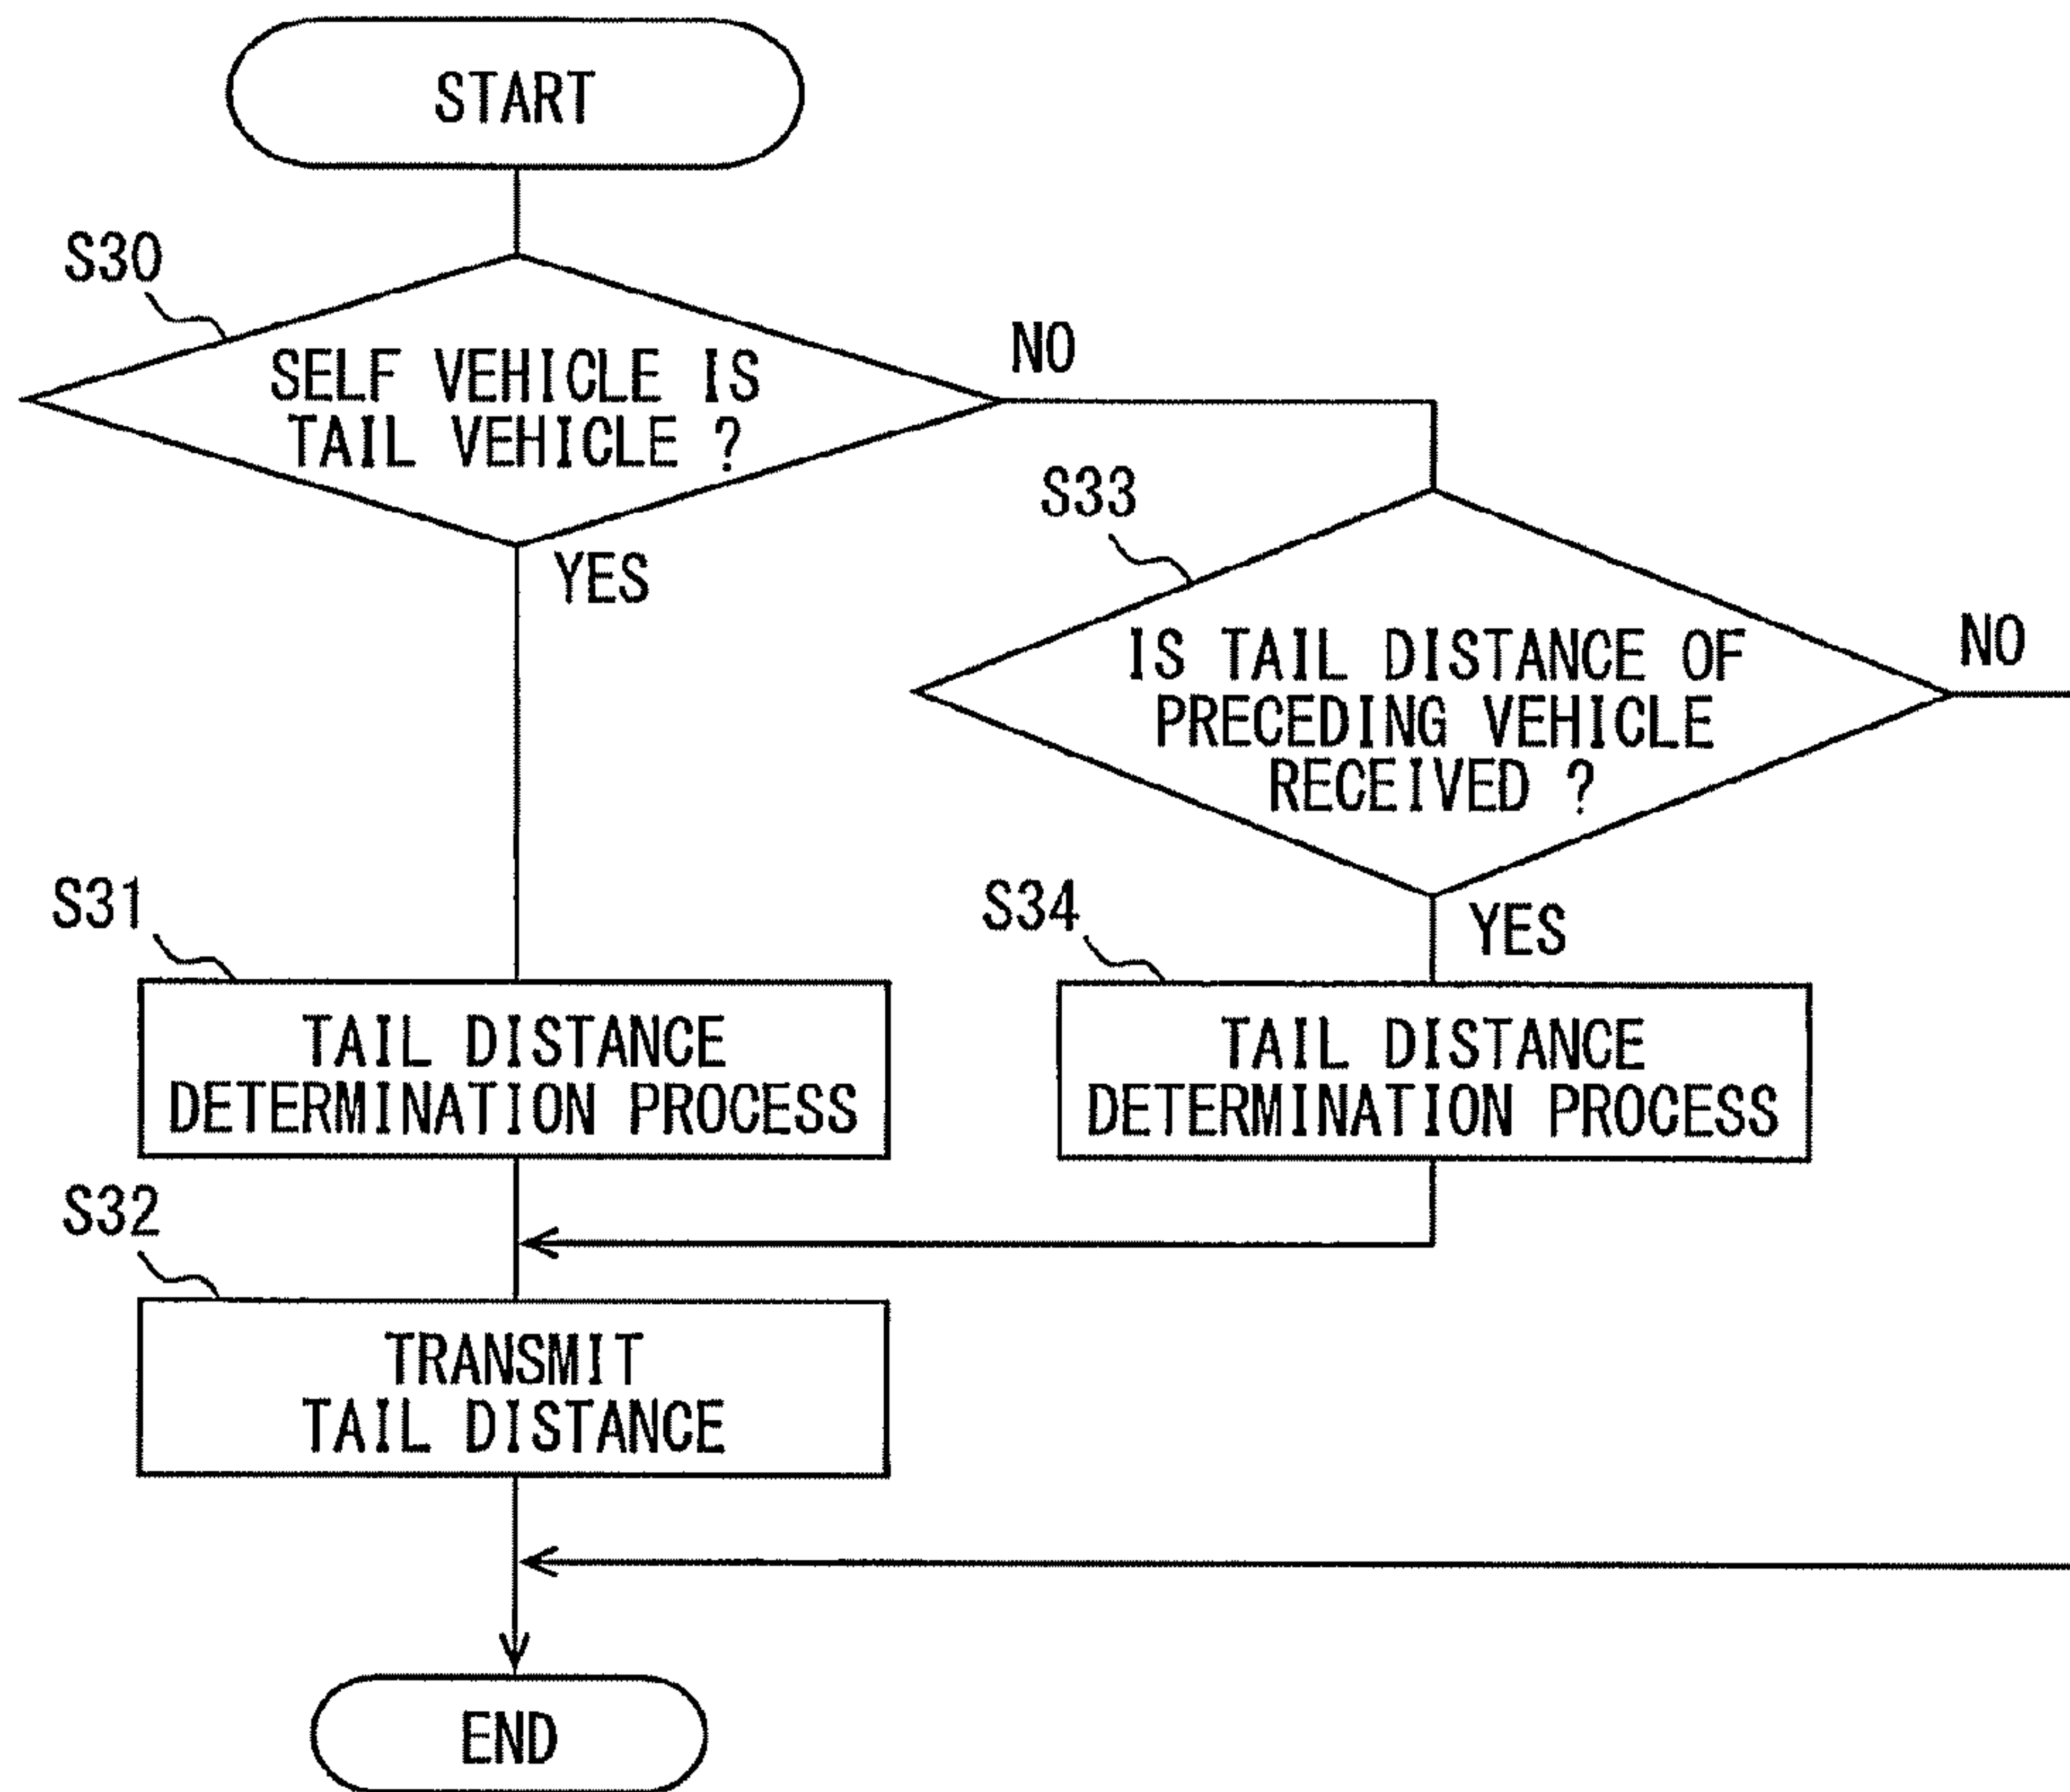 START
S30
SELF VEHICLE IS
TAIL VEHICLE ?
NO
YES
S33
IS TAIL DISTANCE OF
PRECEDING VEHICLE
RECEIVED ?
NO
YES
S31
TAIL DISTANCE
DETERMINATION PROCESS
S34
TAIL DISTANCE
DETERMINATION PROCESS
S32
TRANSMIT
TAIL DISTANCE
END